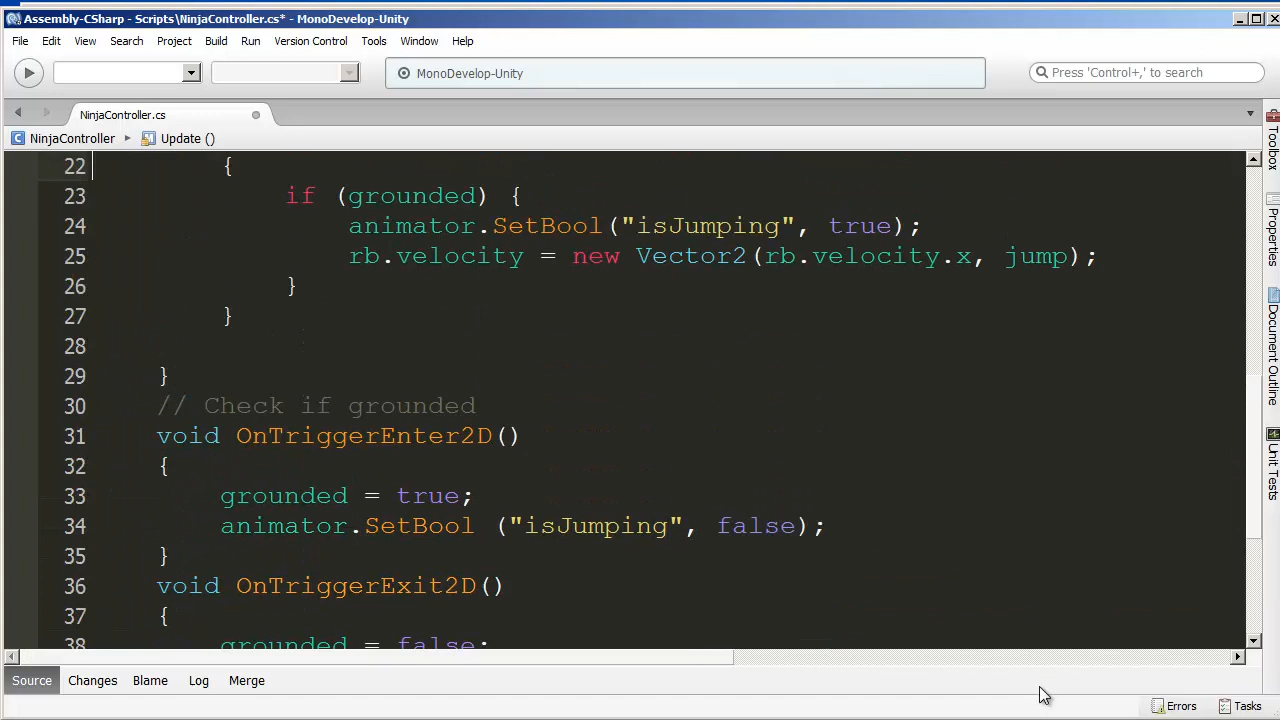 Assembly-CSharp - Scripts\NinjaController.cs* - MonoDevelop-Unity
File Edit View Search Project Build Run Version Control Tools Window Help
MonoDevelop-Unity Press 'Control+,' to search
NinjaController.cs
NinjaController Update ()
22 {
23 if (grounded) {
24 animator.SetBool("isJumping", true);
25 rb.velocity = new Vector2(rb.velocity.x, jump);
26 }
27 }
28
29 }
30 // Check if grounded
31 void OnTriggerEnter2D()
32 {
33 grounded = true;
34 animator.SetBool ("isJumping", false);
35 }
36 void OnTriggerExit2D()
37 {
38 grounded = false;
Toolbox
Properties
Document Outline
Unit Tests
Source Changes Blame Log Merge
Errors Tasks